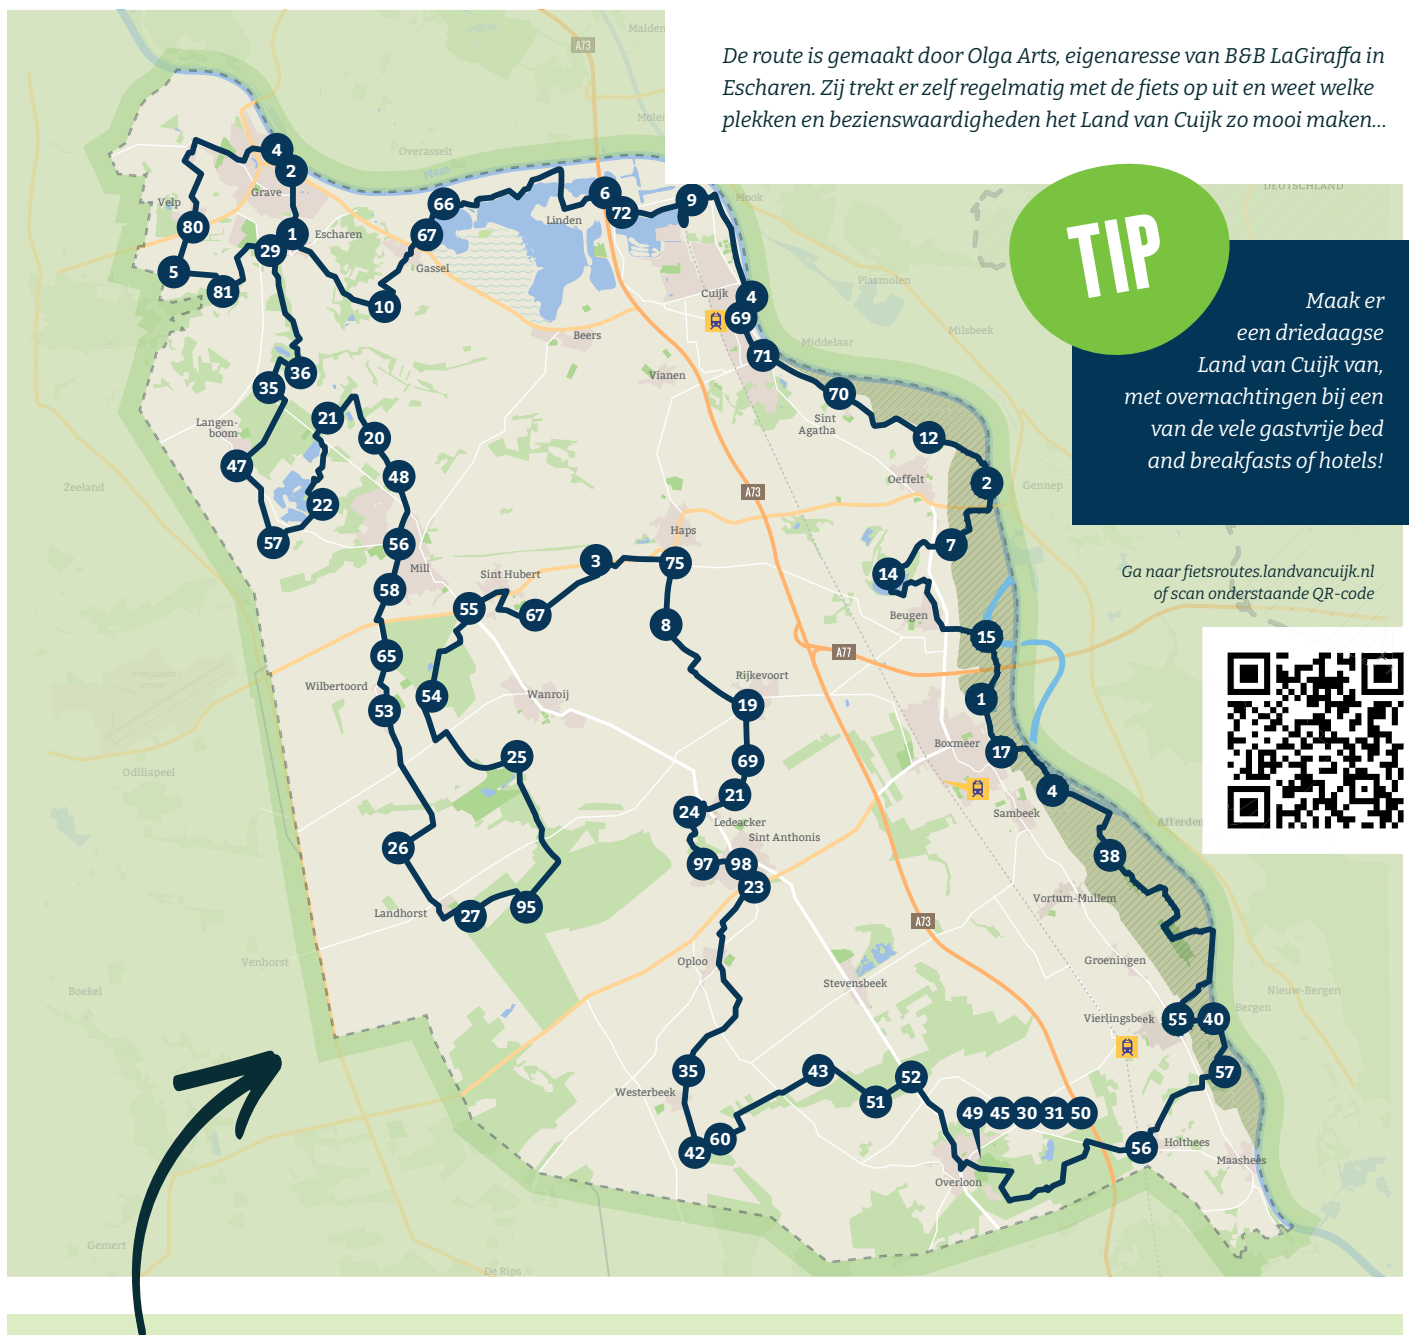 De route is gemaakt door Olga Arts, eigenaresse van B&B LaGiraffa in
Escharen. Zij trekt er zelf regelmatig met de fiets op uit en weet welke
plekken en bezienswaardigheden het Land van Cuijk zo mooi maken...
TIP
Maak er
een driedaagse
Land van Cuijk van,
met overnachtingen bij een
van de vele gastvrije bed
and breakfasts of hotels!
Ga naar fietsroutes.landvancuijk.nl
of scan onderstaande QR-code
Malden
A73
Molen
Overasselt
Maas
DEUTSCHLAND
Mook
4
2
Grave
Velp
80
1
Escharen
29
5
81
66
67
Gassel
10
6
72
9
Linden
Cuijk
4
69
71
Plasmolen
Milsbeek
Middelaar
Beers
Vianen
36
35
Langen-
boom
21
20
47
48
22
57
56
Mill
58
70
Sint
Agatha
12
Oeffelt
2
Gennep
Zeeland
A73
Haps
7
14
Beugen
15
3
75
Sint Hubert
55
67
8
65
Wilbertoord
53
54
Wanroij
Rijkevoort
19
A77
1
Boxmeer
17
25
69
21
24
Ledeacker
Sint Anthonis
4
Sambeek
Afferden
Odiliapeel
26
97
98
23
38
Vortum-Mullem
Landhorst
27
95
A73
Oploo
Groeningen
Venhorst
Boekel
Stevensbeek
Nieuw-Bergen
Bergen
Vierlingsbeek
55
40
57
35
Westerbeek
43
51
52
49
45
30
31
50
42
60
56
Holthees
Maashees
Overloon
Gemert
De Rips